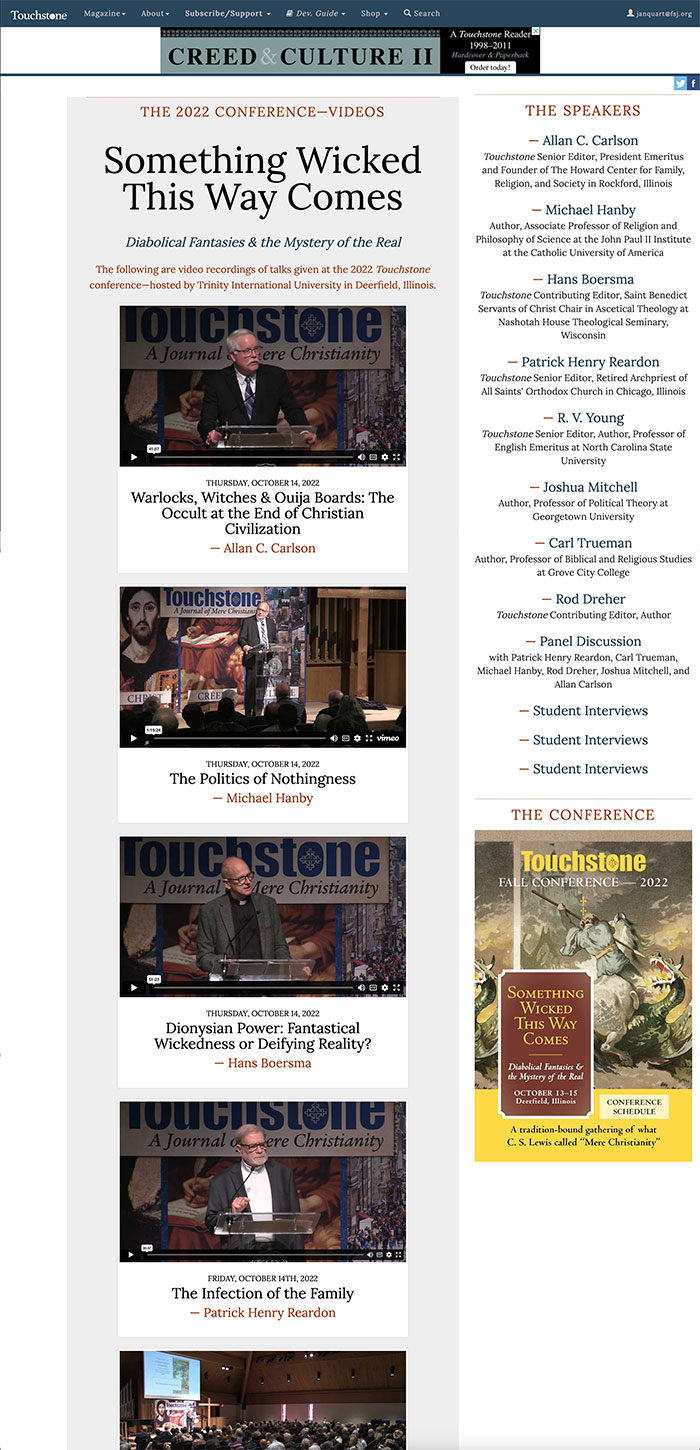 Touchstone Magazine About Subscribe/Support Dev. Guide Shop Search janquart@fsj.org
CREED & CULTURE II
A Touchstone Reader
1998–2011
Hardcover & Paperback
Order today!
THE 2022 CONFERENCE—VIDEOS
Something Wicked
This Way Comes
Diabolical Fantasies & the Mystery of the Real
The following are video recordings of talks given at the 2022 Touchstone
conference—hosted by Trinity International University in Deerfield, Illinois.
Touchstone
A Journal of Mere Christianity
41:57
THURSDAY, OCTOBER 14, 2022
Warlocks, Witches & Ouija Boards: The
Occult at the End of Christian
Civilization
— Allan C. Carlson
Touchstone
A Journal of Mere Christianity
CHRIST CREED CULTURE
1:15:24
vimeo
THURSDAY, OCTOBER 14, 2022
The Politics of Nothingness
— Michael Hanby
Touchstone
A Journal of Mere Christianity
THURSDAY, OCTOBER 14, 2022
Dionysian Power: Fantastical
Wickedness or Deifying Reality?
— Hans Boersma
Touchstone
A Journal of Mere Christianity
FRIDAY, OCTOBER 14TH, 2022
The Infection of the Family
— Patrick Henry Reardon
THE SPEAKERS
— Allan C. Carlson
Touchstone Senior Editor, President Emeritus
and Founder of The Howard Center for Family,
Religion, and Society in Rockford, Illinois
— Michael Hanby
Author, Associate Professor of Religion and
Philosophy of Science at the John Paul II Institute
at the Catholic University of America
— Hans Boersma
Touchstone Contributing Editor, Saint Benedict
Servants of Christ Chair in Ascetical Theology at
Nashotah House Theological Seminary,
Wisconsin
— Patrick Henry Reardon
Touchstone Senior Editor, Retired Archpriest of
All Saints' Orthodox Church in Chicago, Illinois
— R. V. Young
Touchstone Senior Editor, Author, Professor of
English Emeritus at North Carolina State
University
— Joshua Mitchell
Author, Professor of Political Theory at
Georgetown University
— Carl Trueman
Author, Professor of Biblical and Religious Studies
at Grove City College
— Rod Dreher
Touchstone Contributing Editor, Author
— Panel Discussion
with Patrick Henry Reardon, Carl Trueman,
Michael Hanby, Rod Dreher, Joshua Mitchell, and
Allan Carlson
— Student Interviews
— Student Interviews
— Student Interviews
THE CONFERENCE
Touchstone
FALL CONFERENCE — 2022
SOMETHING
WICKED
THIS WAY
COMES
Diabolical Fantasies &
the Mystery of the Real
OCTOBER 13–15
Deerfield, Illinois
CONFERENCE
SCHEDULE
A tradition-bound gathering of what
C. S. Lewis called "Mere Christianity"